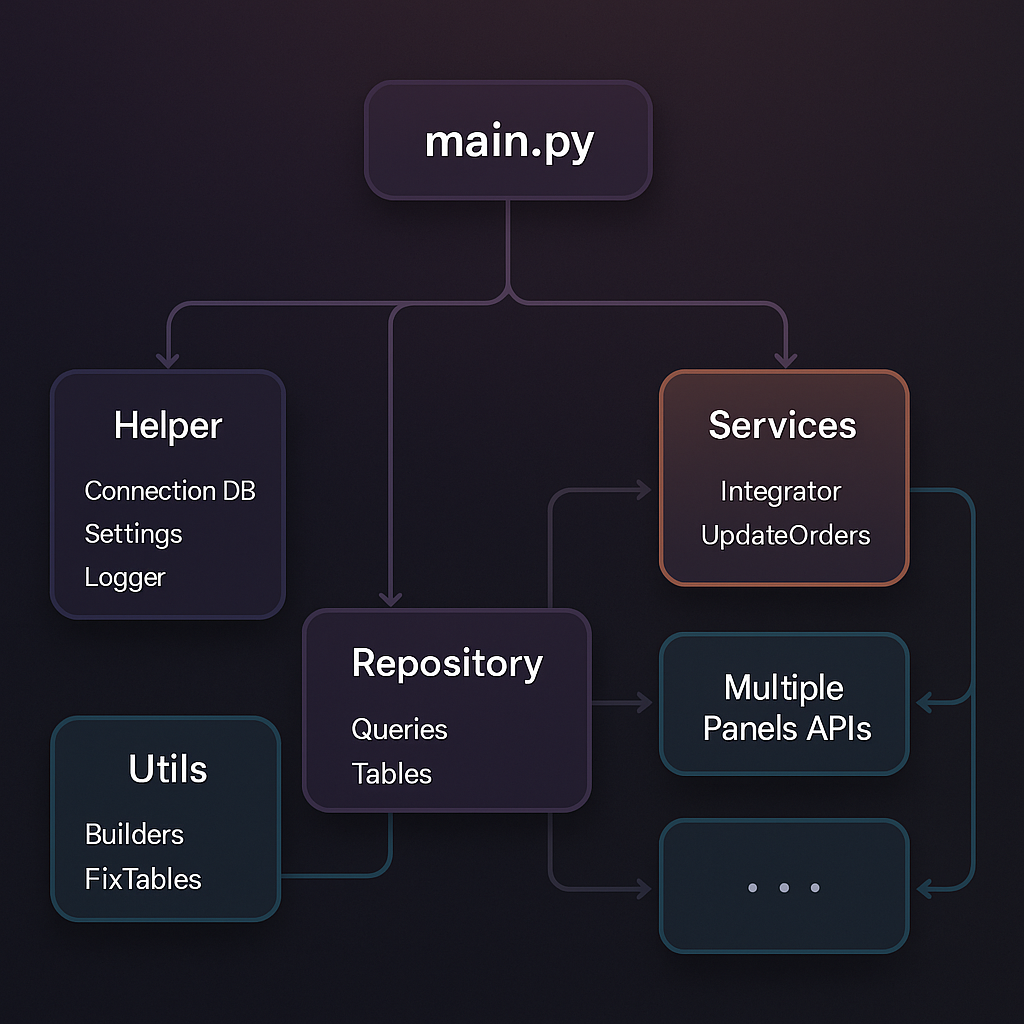 main.py
Helper
Connection DB
Settings
Logger
Services
Integrator
UpdateOrders
Repository
Queries
Tables
Multiple
Panels APIs
Utils
Builders
FixTables
• • •